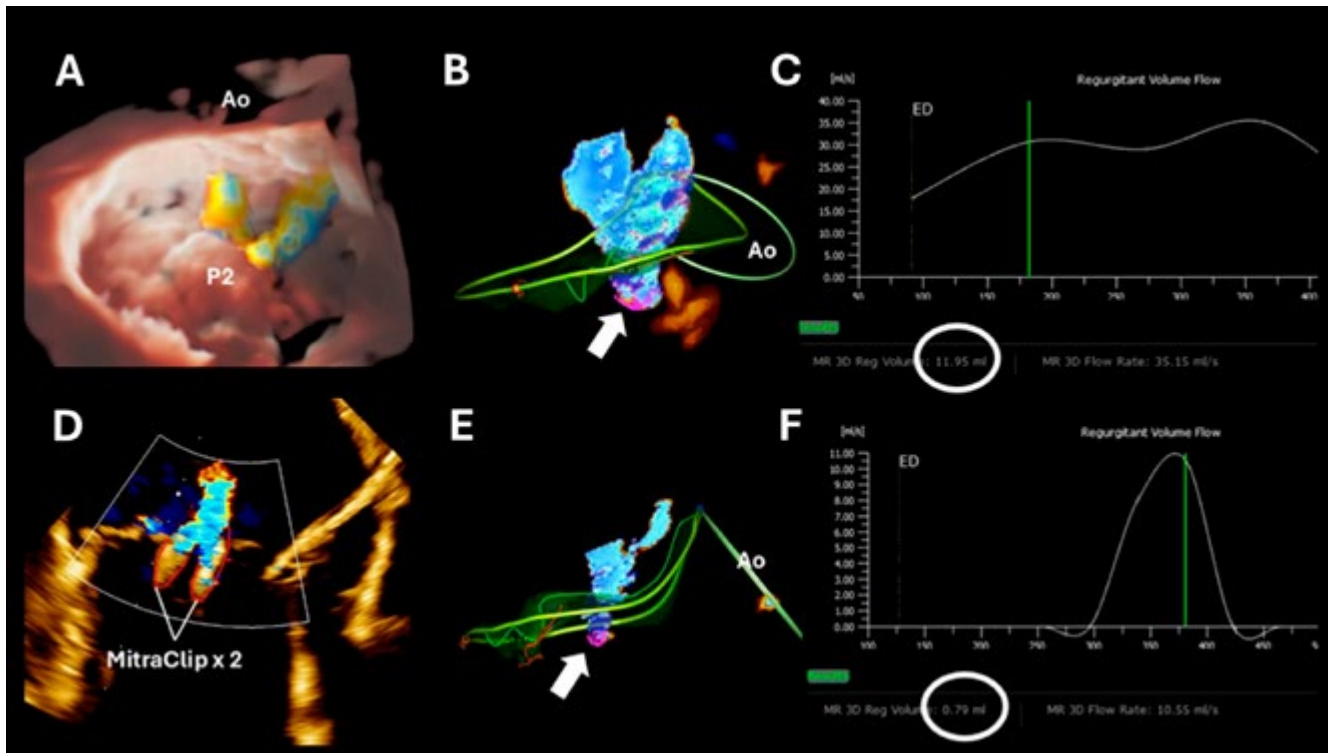 A
Ao
P2
B
Ao
C
Regurgitant Volume Flow
[ml/s]
ED
40.00
35.00
30.00
25.00
20.00
15.00
10.00
5.00
0.00
50
100
150
200
250
300
350
400
MR 3D Reg Volume: 11.95 ml
MR 3D Flow Rate: 35.15 ml/s
D
MitraClip x 2
E
Ao
F
Regurgitant Volume Flow
[ml/s]
ED
11.00
10.00
9.00
8.00
7.00
6.00
5.00
4.00
3.00
2.00
1.00
0.00
100
150
200
250
300
350
400
450
MR 3D Reg Volume: 0.79 ml
MR 3D Flow Rate: 10.55 ml/s